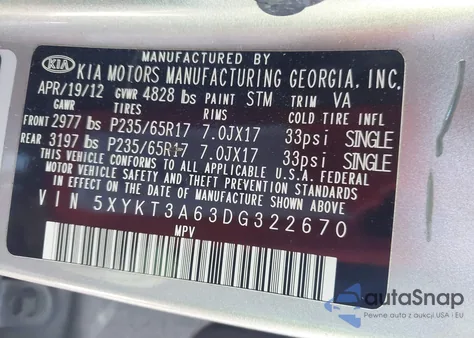 MANUFACTURED BY
KIA KIA MOTORS MANUFACTURING GEORGIA, INC.
APR/19/12 GVWR 4828 lbs PAINT STM TRIM VA
GAWR TIRES COLD TIRE INFL
FRONT 2977 lbs P235/65R17 7.0JX17 33psi SINGLE
REAR 3197 lbs P235/65R17 7.0JX17 33psi SINGLE
THIS VEHICLE CONFORMS TO ALL APPLICABLE U.S.A. FEDERAL
MOTOR VEHICLE SAFETY, BUMPER, AND THEFT PREVENTION STANDARDS
IN EFFECT ON THE DATE OF MANUFACTURE SHOWN ABOVE.
VIN 5XYKT3A63DG322670
MPV
autoSnap
Pewne auta z aukcji USA i EU